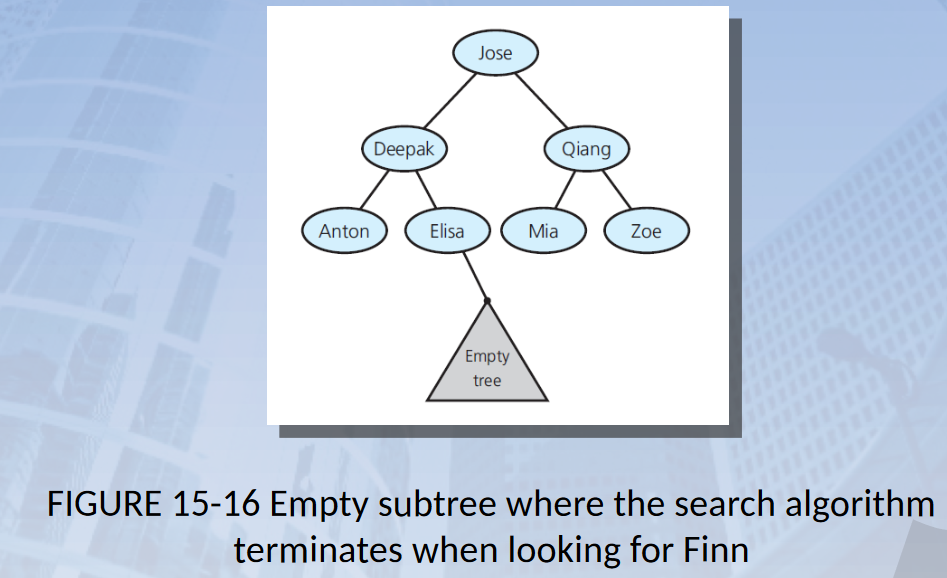 Jose
Deepak
Qiang
Anton
Elisa
Mia
Zoe
Empty
tree
FIGURE 15-16 Empty subtree where the search algorithm
terminates when looking for Finn